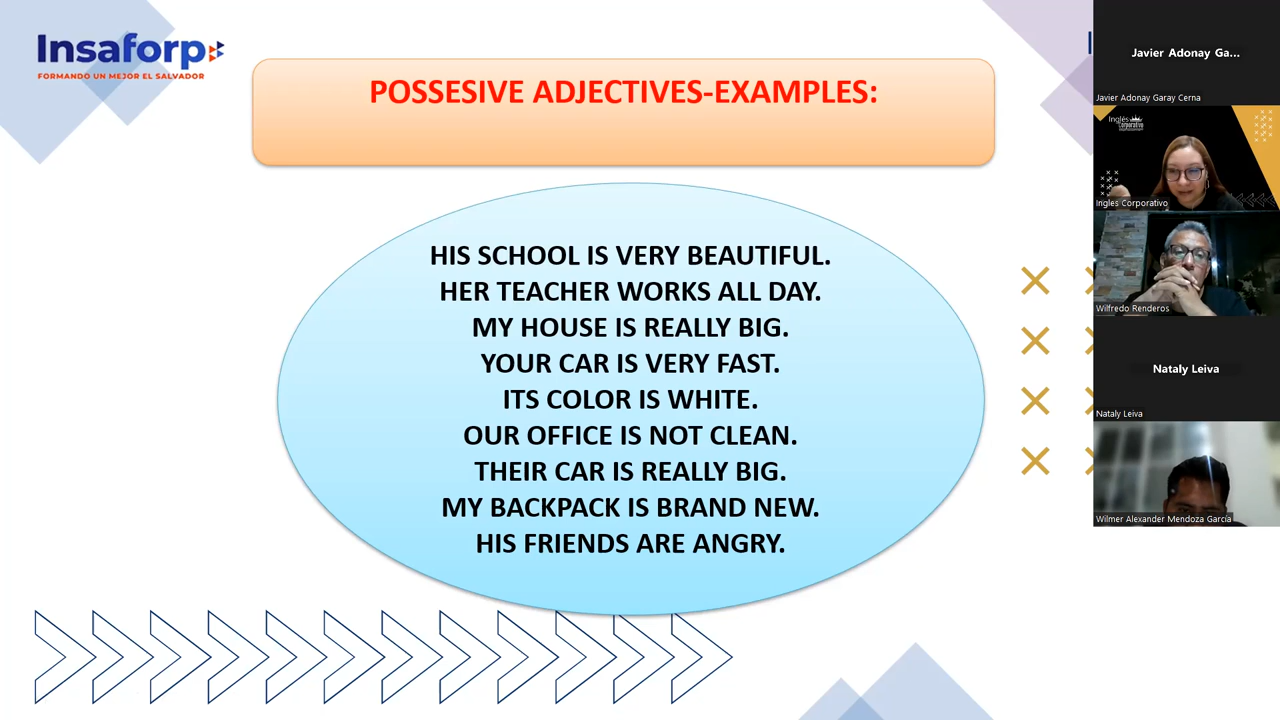 Insaforp
FORMANDO UN MEJOR EL SALVADOR
POSSESIVE ADJECTIVES-EXAMPLES:
HIS SCHOOL IS VERY BEAUTIFUL.
HER TEACHER WORKS ALL DAY.
MY HOUSE IS REALLY BIG.
YOUR CAR IS VERY FAST.
ITS COLOR IS WHITE.
OUR OFFICE IS NOT CLEAN.
THEIR CAR IS REALLY BIG.
MY BACKPACK IS BRAND NEW.
HIS FRIENDS ARE ANGRY.
Javier Adonay Ga...
Javier Adonay Garay Cerna
Inglés
Corporativo
Ingles Corporativo
Wilfredo Renderos
Nataly Leiva
Nataly Leiva
Wilmer Alexander Mendoza García